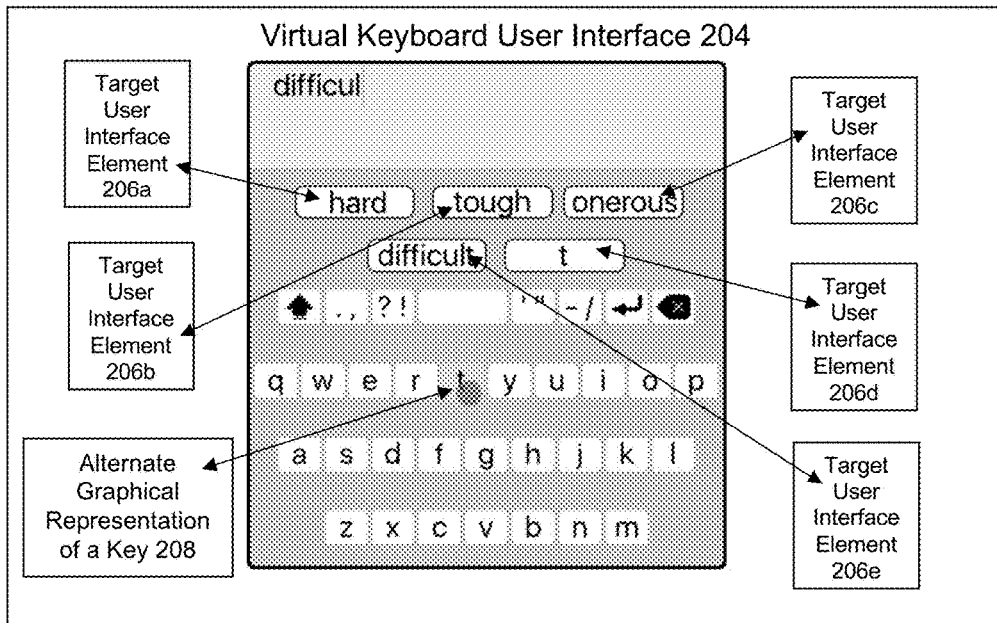 Virtual Keyboard User Interface 204
Target
User
Interface
Element
206a
difficul
Target
User
Interface
Element
206c
hard tough onerous
difficult t
Target
User
Interface
Element
206b
. , ? ! ' " ~ /
Target
User
Interface
Element
206d
q w e r t y u i o p
a s d f g h j k l
z x c v b n m
Alternate
Graphical
Representation
of a Key 208
Target
User
Interface
Element
206e